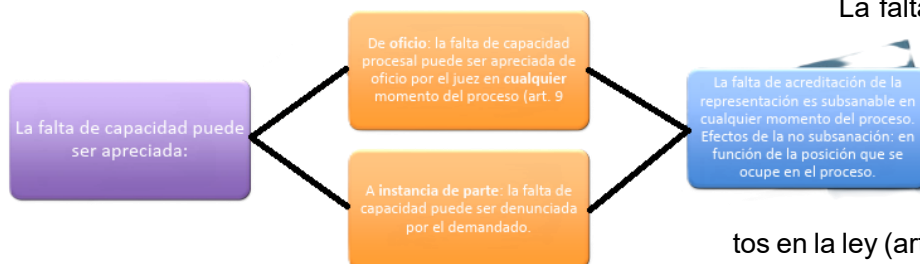 La falta
La falta de capacidad puede
ser apreciada:
De oficio: la falta de capacidad
procesal puede ser apreciada de
oficio por el juez en cualquier
momento del proceso (art. 9
A instancia de parte: la falta de
capacidad puede ser denunciada
por el demandado.
La falta de acreditación de la
representación es subsanable en
cualquier momento del proceso.
Efectos de la no subsanación: en
función de la posición que se
ocupe en el proceso.
tos en la ley (art